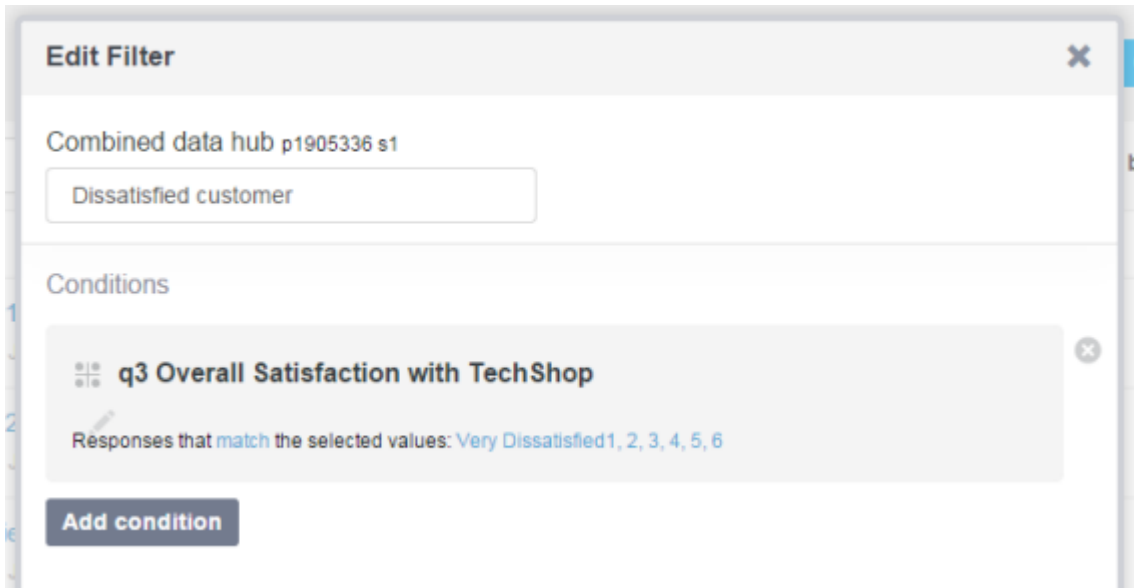 Edit Filter
Combined data hub p1905336 s1
Dissatisfied customer
Conditions
q3 Overall Satisfaction with TechShop
Responses that match the selected values: Very Dissatisfied1, 2, 3, 4, 5, 6
Add condition